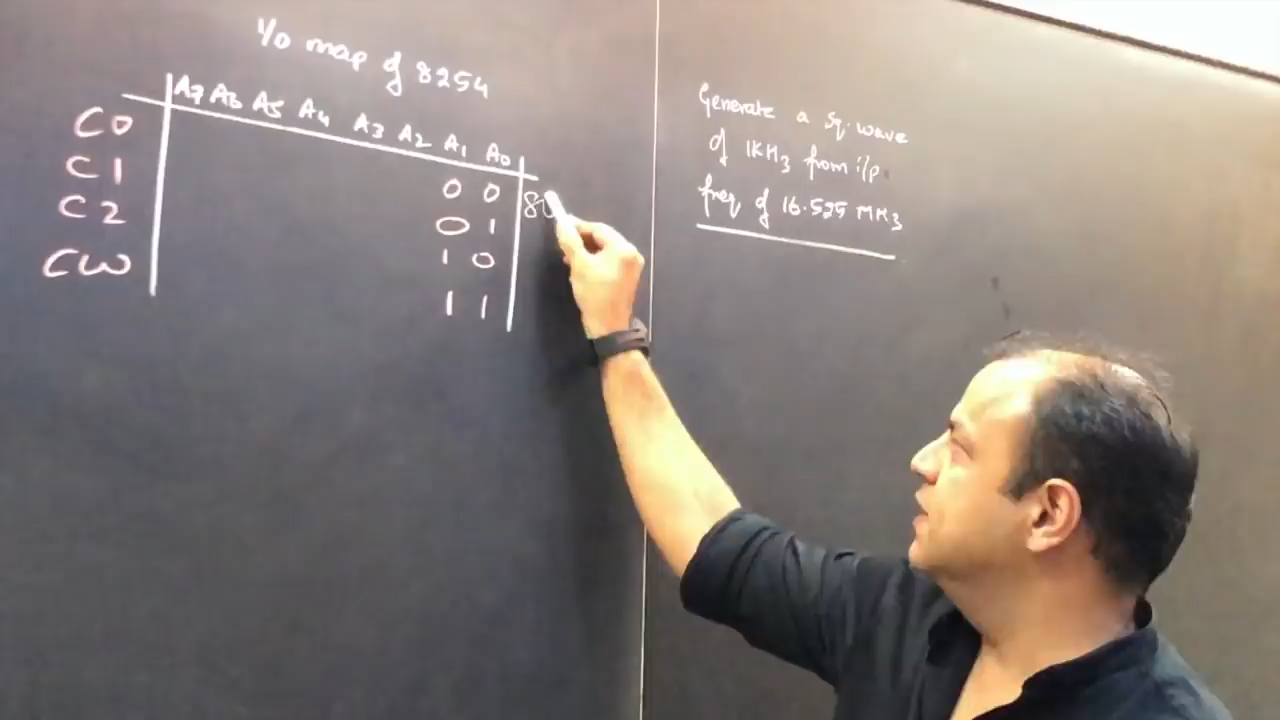 I/O map of 8254
A7 A6 A5 A4 A3 A2 A1 A0
C0 0 0 80
C1 0 1
C2 1 0
CW 1 1
Generate a sq. wave
of 1KHz from i/p
freq of 16.525 MHz